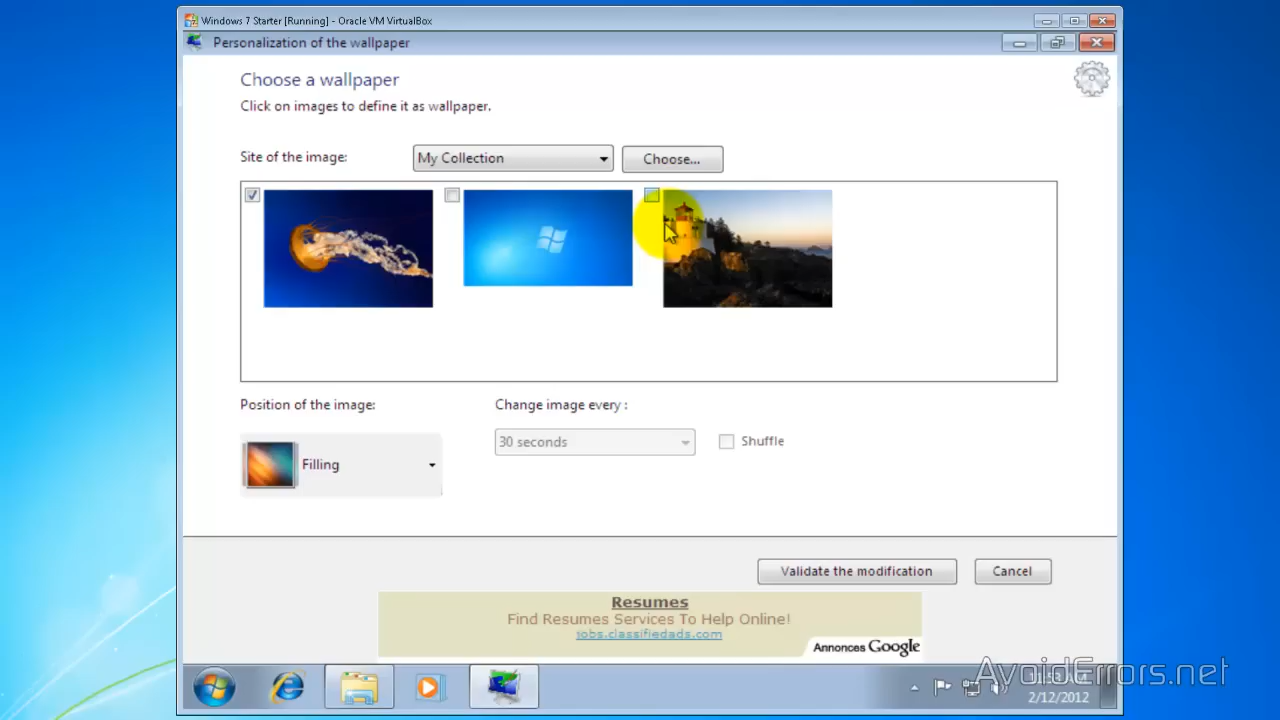 Windows 7 Starter [Running] - Oracle VM VirtualBox
Personalization of the wallpaper
Choose a wallpaper
Click on images to define it as wallpaper.
Site of the image:
My Collection
Choose...
Position of the image:
Change image every :
Filling
30 seconds
Shuffle
Validate the modification
Cancel
Resumes
Find Resumes Services To Help Online!
jobs.classifiedads.com
Annonces Google
AvoidErrors.net
11:53 AM
2/12/2012